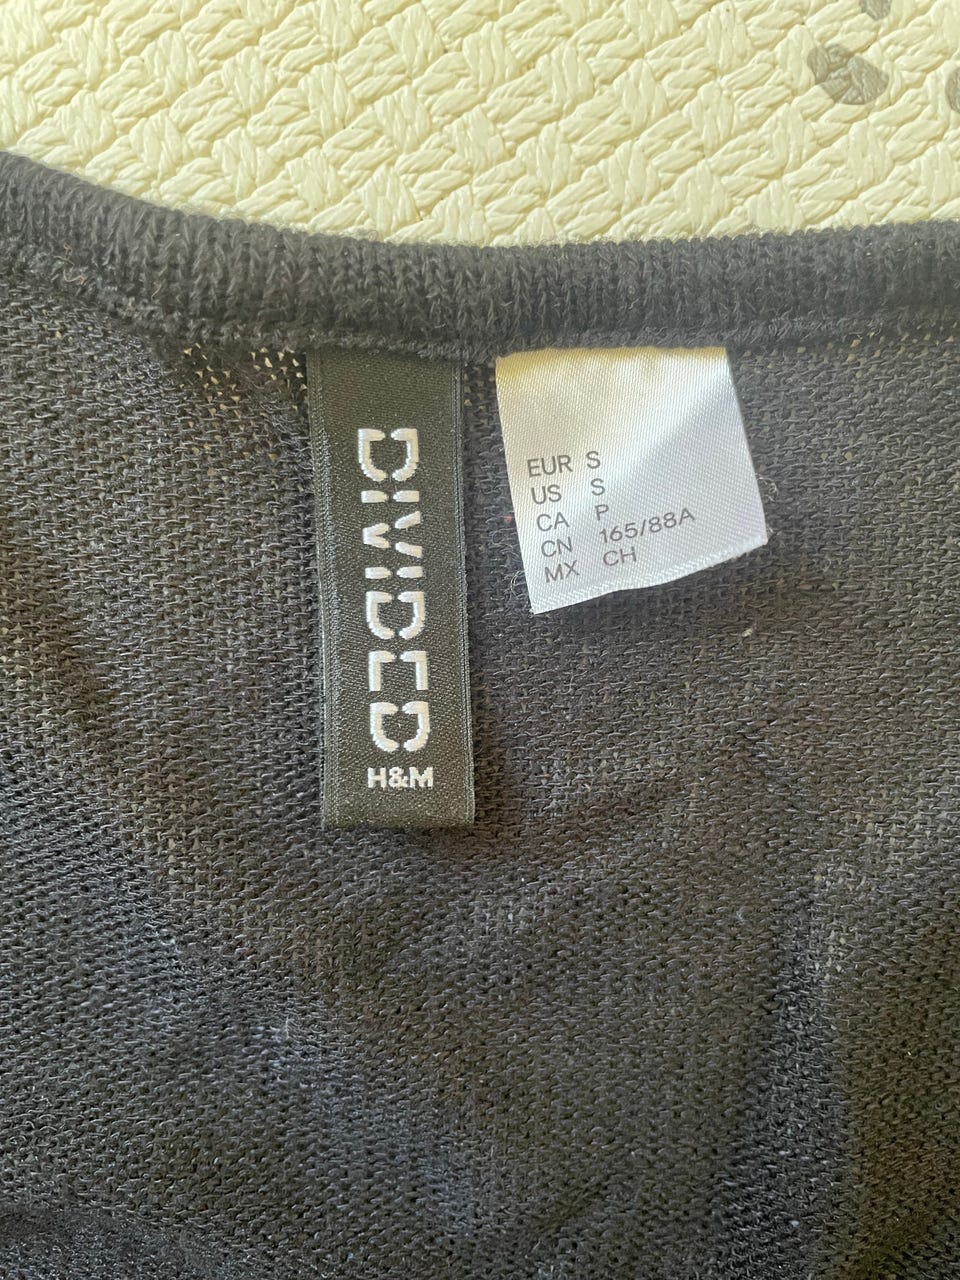 DIVIDED
H&M
EUR S
US S
CA P
CN 165/88A
MX CH